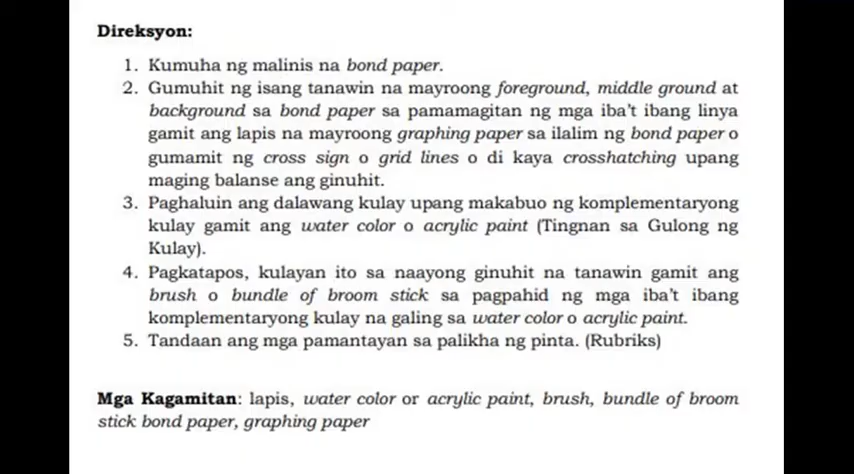 Direksyon:
1. Kumuha ng malinis na bond paper.
2. Gumuhit ng isang tanawin na mayroong foreground, middle ground at
background sa bond paper sa pamamagitan ng mga iba't ibang linya
gamit ang lapis na mayroong graphing paper sa ilalim ng bond paper o
gumamit ng cross sign o grid lines o di kaya crosshatching upang
maging balanse ang ginuhit.
3. Paghaluin ang dalawang kulay upang makabuo ng komplementaryong
kulay gamit ang water color o acrylic paint (Tingnan sa Gulong ng
Kulay).
4. Pagkatapos, kulayan ito sa naayong ginuhit na tanawin gamit ang
brush o bundle of broom stick sa pagpahid ng mga iba't ibang
komplementaryong kulay na galing sa water color o acrylic paint.
5. Tandaan ang mga pamantayan sa palikha ng pinta. (Rubriks)
Mga Kagamitan: lapis, water color or acrylic paint, brush, bundle of broom
stick bond paper, graphing paper